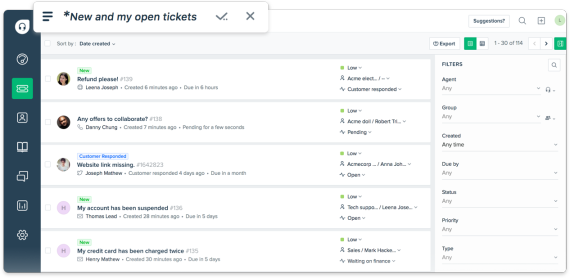 *New and my open tickets
Suggestions?
L
Sort by : Date created
Export
1 - 30 of 114
New
Refund please! #139
Leena Joseph • Created 6 minutes ago • Due in 6 hours
Low
Acme elect... / --
Customer responded
Any offers to collaborate? #138
Danny Chung • Created 7 minutes ago • Pending for a few seconds
Low
Acme doll / Robert Tri...
Pending
Customer Responded
Website link missing. #1642823
Joseph Mathew • Customer responded 4 days ago • Due in a month
Low
Acmecorp ... / Anna Joh...
Open
New
H
My account has been suspended #136
Thomas Lead • Created 28 minutes ago • Due in 5 days
Low
Tech suppo... / Leena Jose...
Open
New
H
My credit card has been charged twice #135
Henry Mathew • Created 30 minutes ago • Due in 5 days
Low
Sales / Mark Hecke...
Waiting on finance
FILTERS
Agent
Any
Group
Any
Created
Any time
Due by
Any
Status
Any
Priority
Any
Type
Any